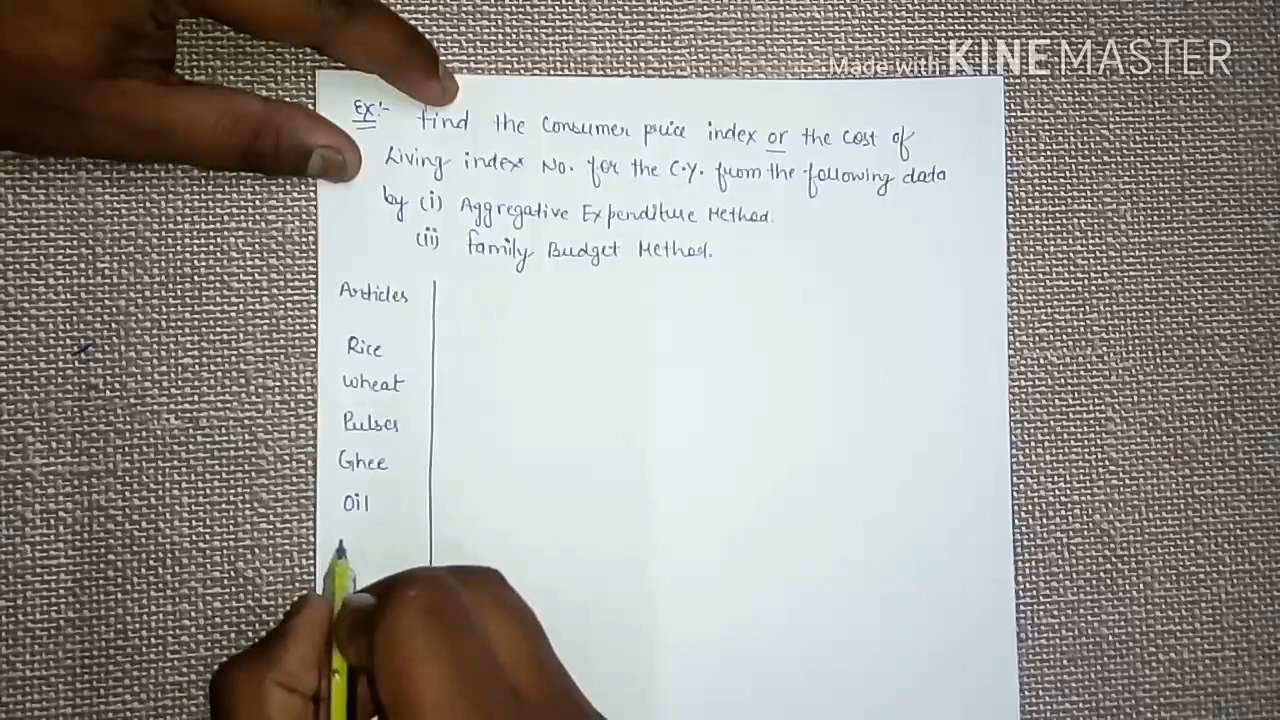 Made with KINEMASTER
Ex:- Find the Consumer price index or the cost of
Living index No. for the C.Y. from the following data
by (i) Aggregative Expenditure Method.
(ii) Family Budget Method.
Articles
Rice
Wheat
Pulses
Ghee
Oil